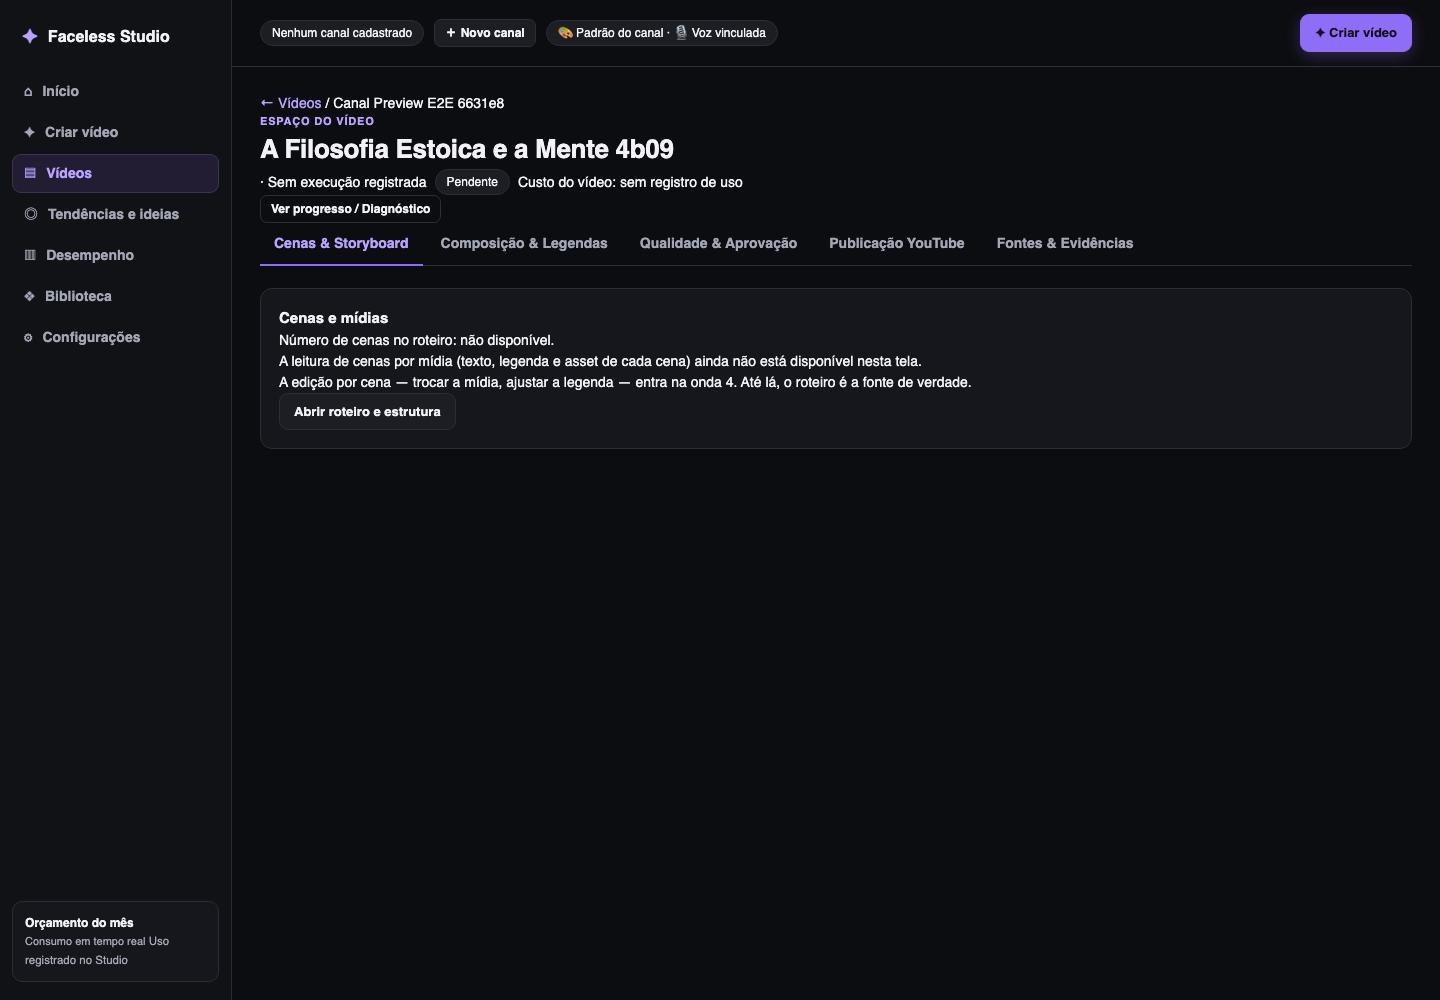 Faceless Studio
Início
Criar vídeo
Vídeos
Tendências e ideias
Desempenho
Biblioteca
Configurações
Orçamento do mês
Consumo em tempo real Uso
registrado no Studio
Nenhum canal cadastrado
+ Novo canal
Padrão do canal · Voz vinculada
Criar vídeo
← Vídeos / Canal Preview E2E 6631e8
ESPAÇO DO VÍDEO
A Filosofia Estoica e a Mente 4b09
· Sem execução registrada Pendente Custo do vídeo: sem registro de uso
Ver progresso / Diagnóstico
Cenas & Storyboard Composição & Legendas Qualidade & Aprovação Publicação YouTube Fontes & Evidências
Cenas e mídias
Número de cenas no roteiro: não disponível.
A leitura de cenas por mídia (texto, legenda e asset de cada cena) ainda não está disponível nesta tela.
A edição por cena — trocar a mídia, ajustar a legenda — entra na onda 4. Até lá, o roteiro é a fonte de verdade.
Abrir roteiro e estrutura